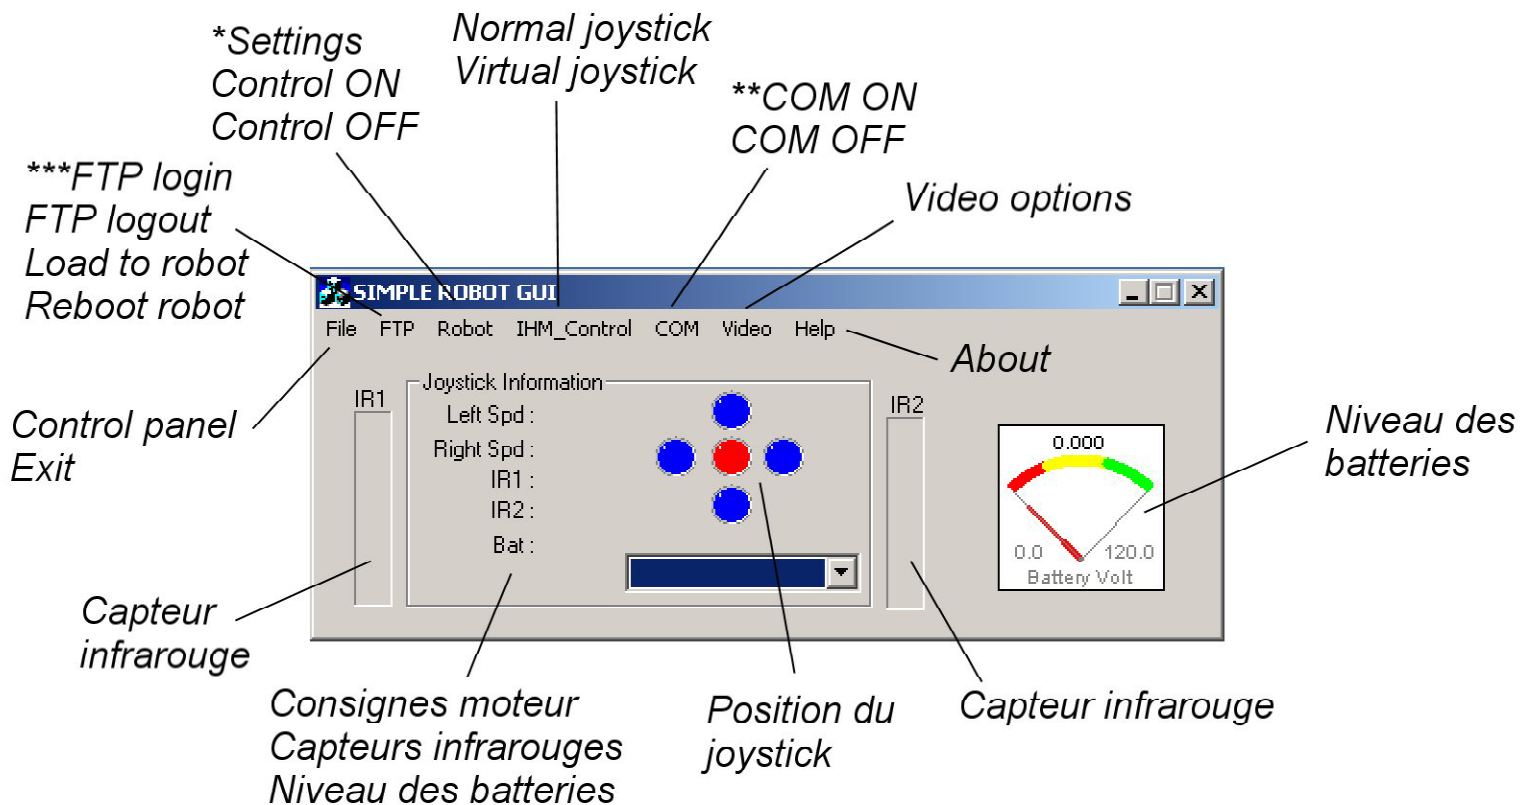 *Settings
Control ON
Control OFF
Normal joystick
Virtual joystick
**COM ON
COM OFF
***FTP login
FTP logout
Load to robot
Reboot robot
Video options
SIMPLE ROBOT GUI
File FTP Robot IHM_Control COM Video Help
About
Control panel
Exit
IR1
Joystick Information
Left Spd :
Right Spd :
IR1 :
IR2 :
Bat :
IR2
0.000
0.0 120.0
Battery Volt
Niveau des
batteries
Capteur
infrarouge
Consignes moteur
Capteurs infrarouges
Niveau des batteries
Position du
joystick
Capteur infrarouge